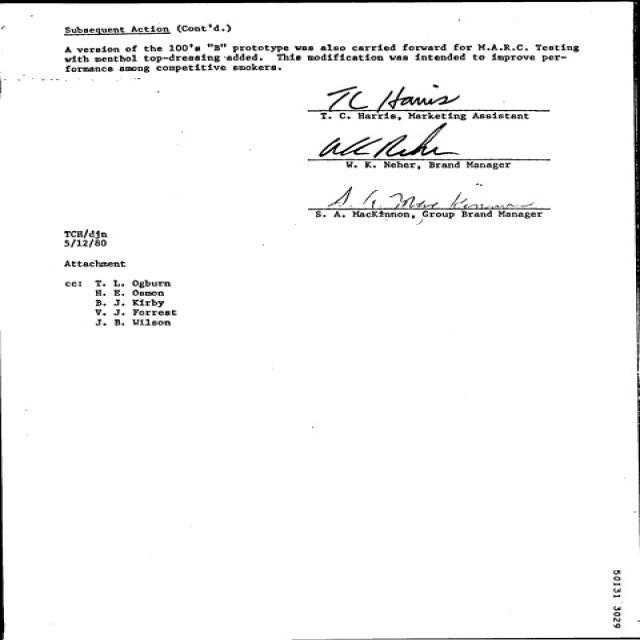 Subsequent Action (Cont'd.)
A version of the 100's "B" prototype was also carried forward for M.A.R.C. Testing
with menthol top-dressing added. This modification was intended to improve per-
formance among competitive smokers.
TC Harris
T. C. Harris, Marketing Assistant
WK Neher
W. K. Neher, Brand Manager
S. A. MacKinnon
S. A. MacKinnon, Group Brand Manager
TCH/djn
5/12/80
Attachment
cc: T. L. Ogburn
H. E. Osmon
B. J. Kirby
V. J. Forrest
J. B. Wilson
50131 3029